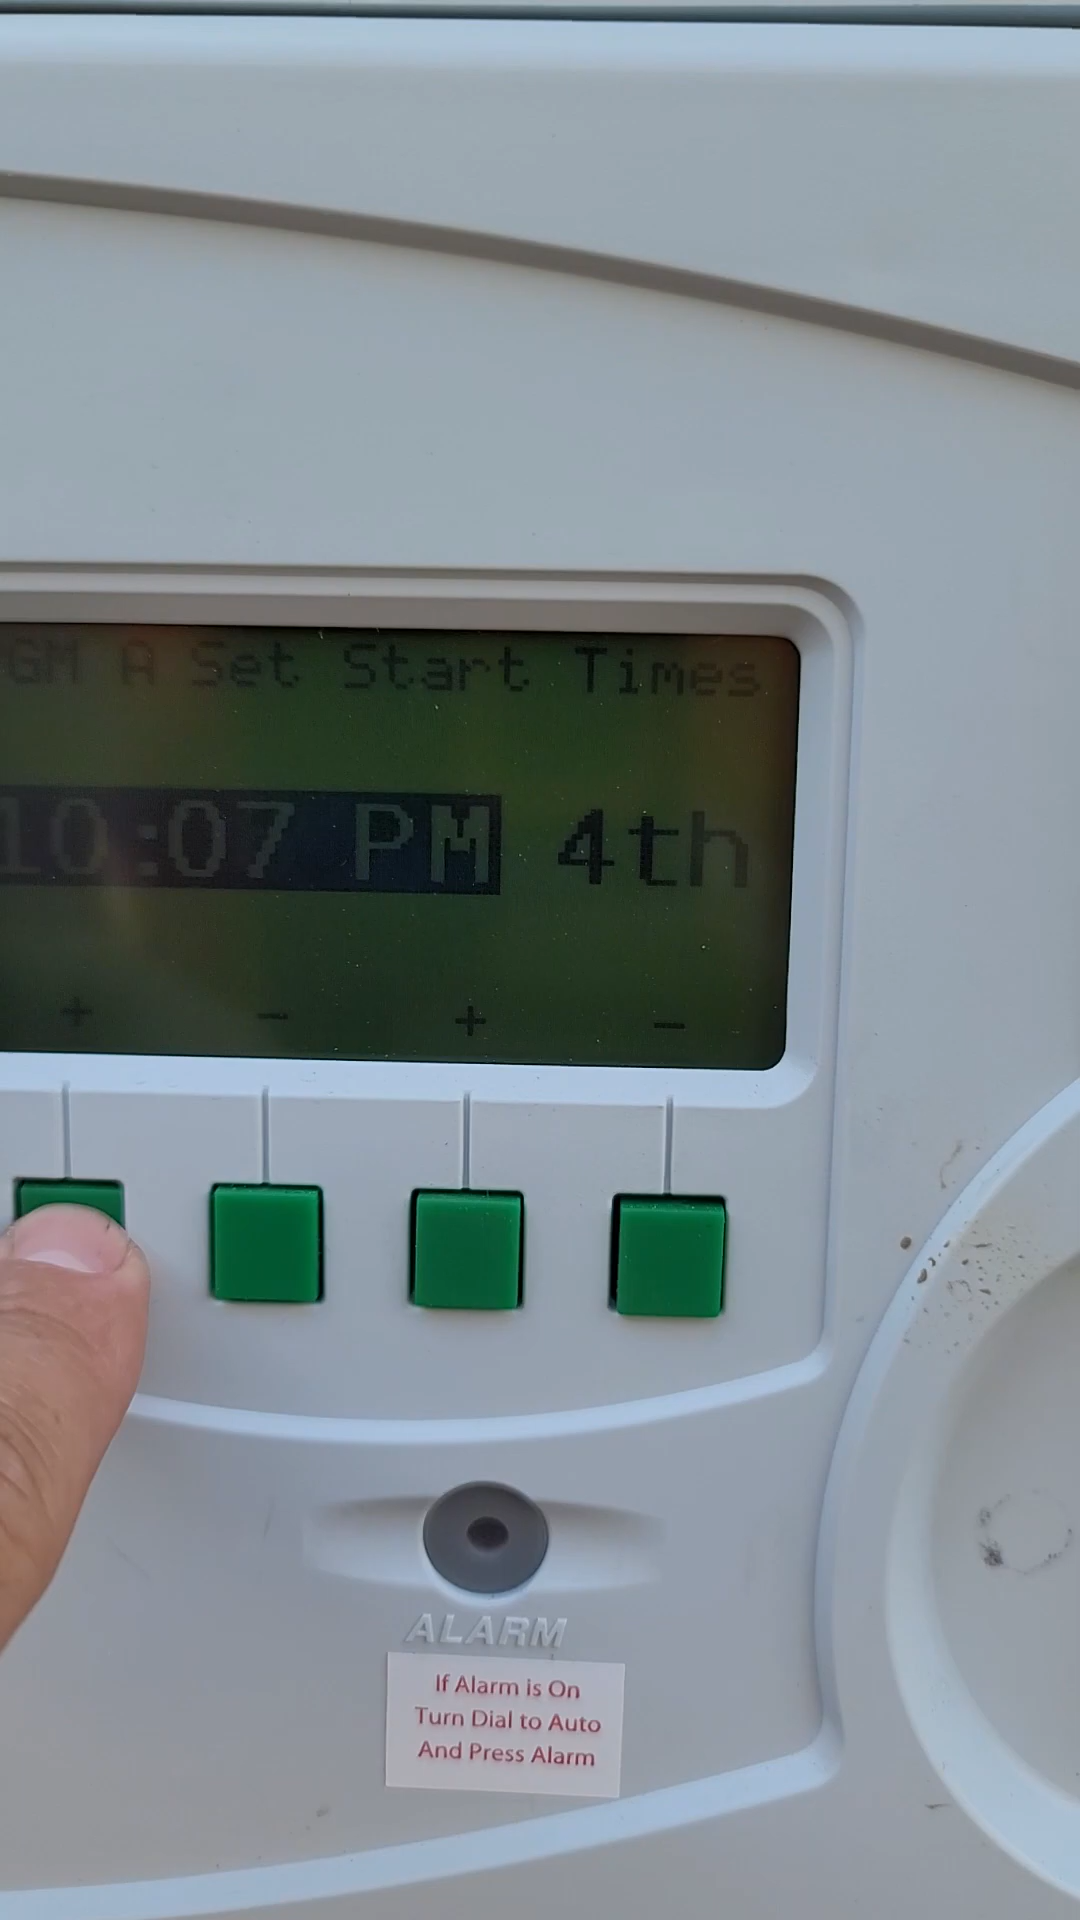 GM A Set Start Times
10:07 PM 4th
+ - + -
ALARM
If Alarm is On
Turn Dial to Auto
And Press Alarm